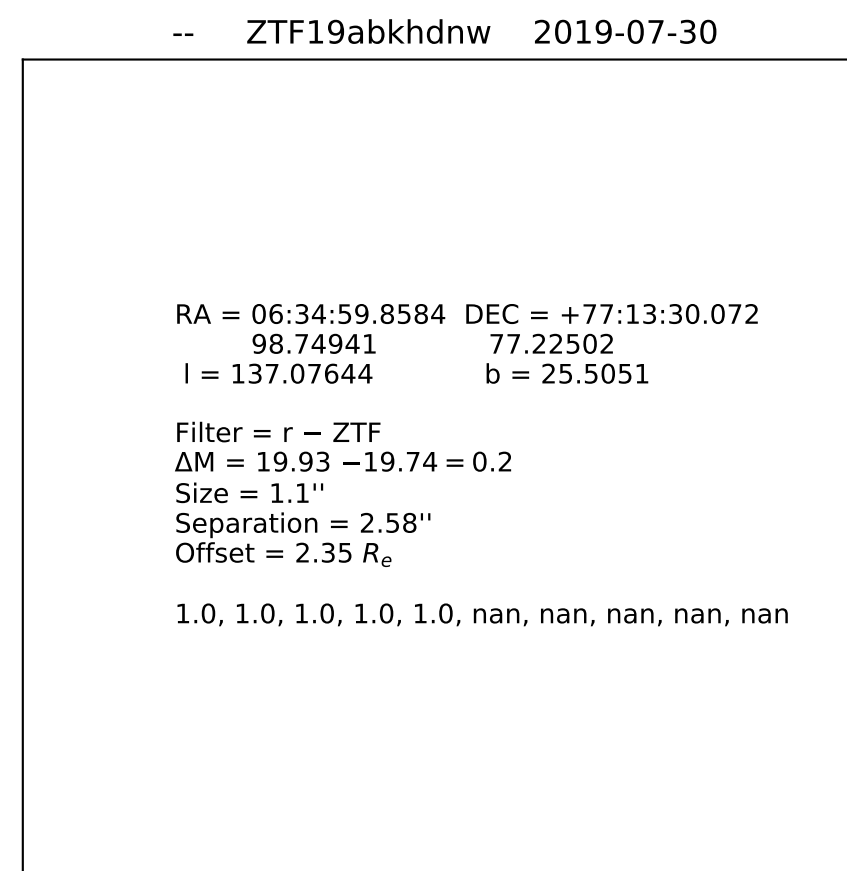 -- ZTF19abkhdnw 2019-07-30
RA = 06:34:59.8584 DEC = +77:13:30.072
98.74941 77.22502
l = 137.07644 b = 25.5051
Filter = r − ZTF
ΔM = 19.93 −19.74 = 0.2
Size = 1.1''
Separation = 2.58''
Offset = 2.35 Rₑ
1.0, 1.0, 1.0, 1.0, 1.0, nan, nan, nan, nan, nan